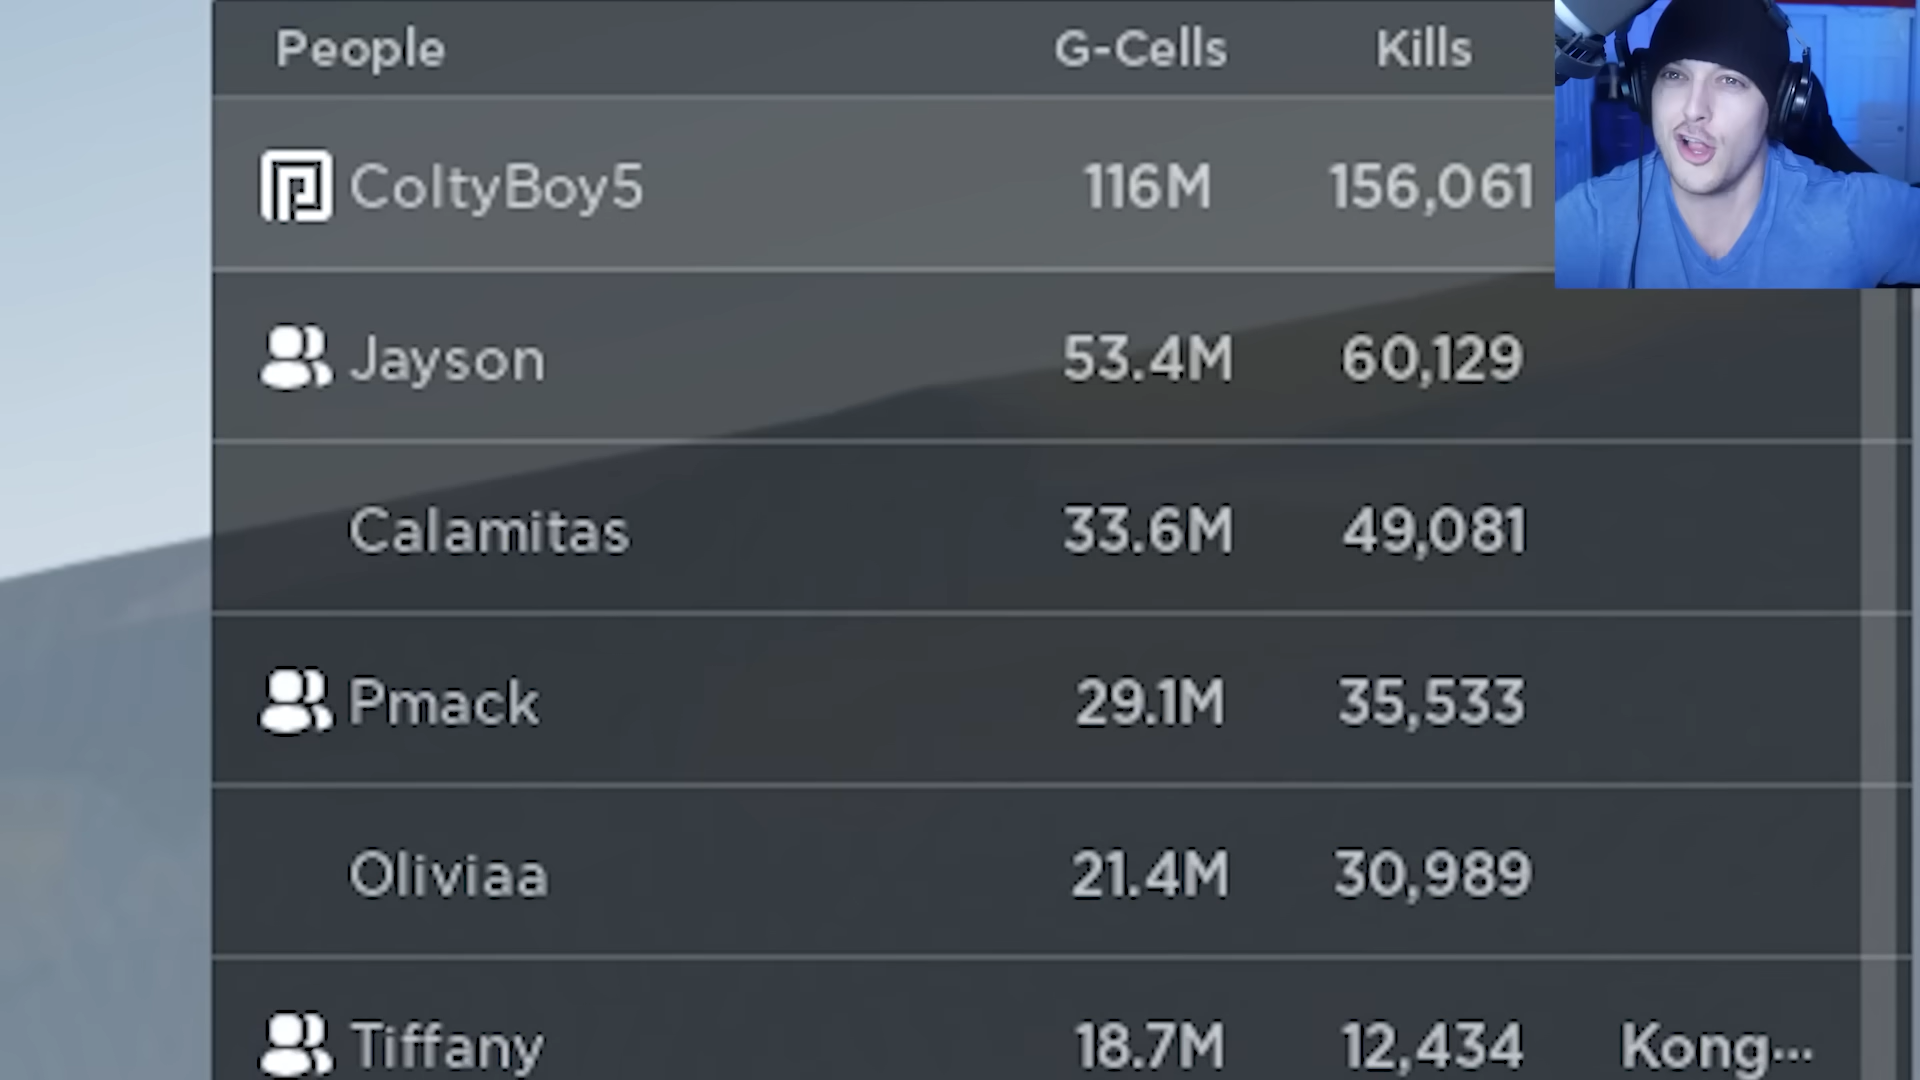 People G-Cells Kills
ColtyBoy5 116M 156,061
Jayson 53.4M 60,129
Calamitas 33.6M 49,081
Pmack 29.1M 35,533
Oliviaa 21.4M 30,989
Tiffany 18.7M 12,434 Kong...